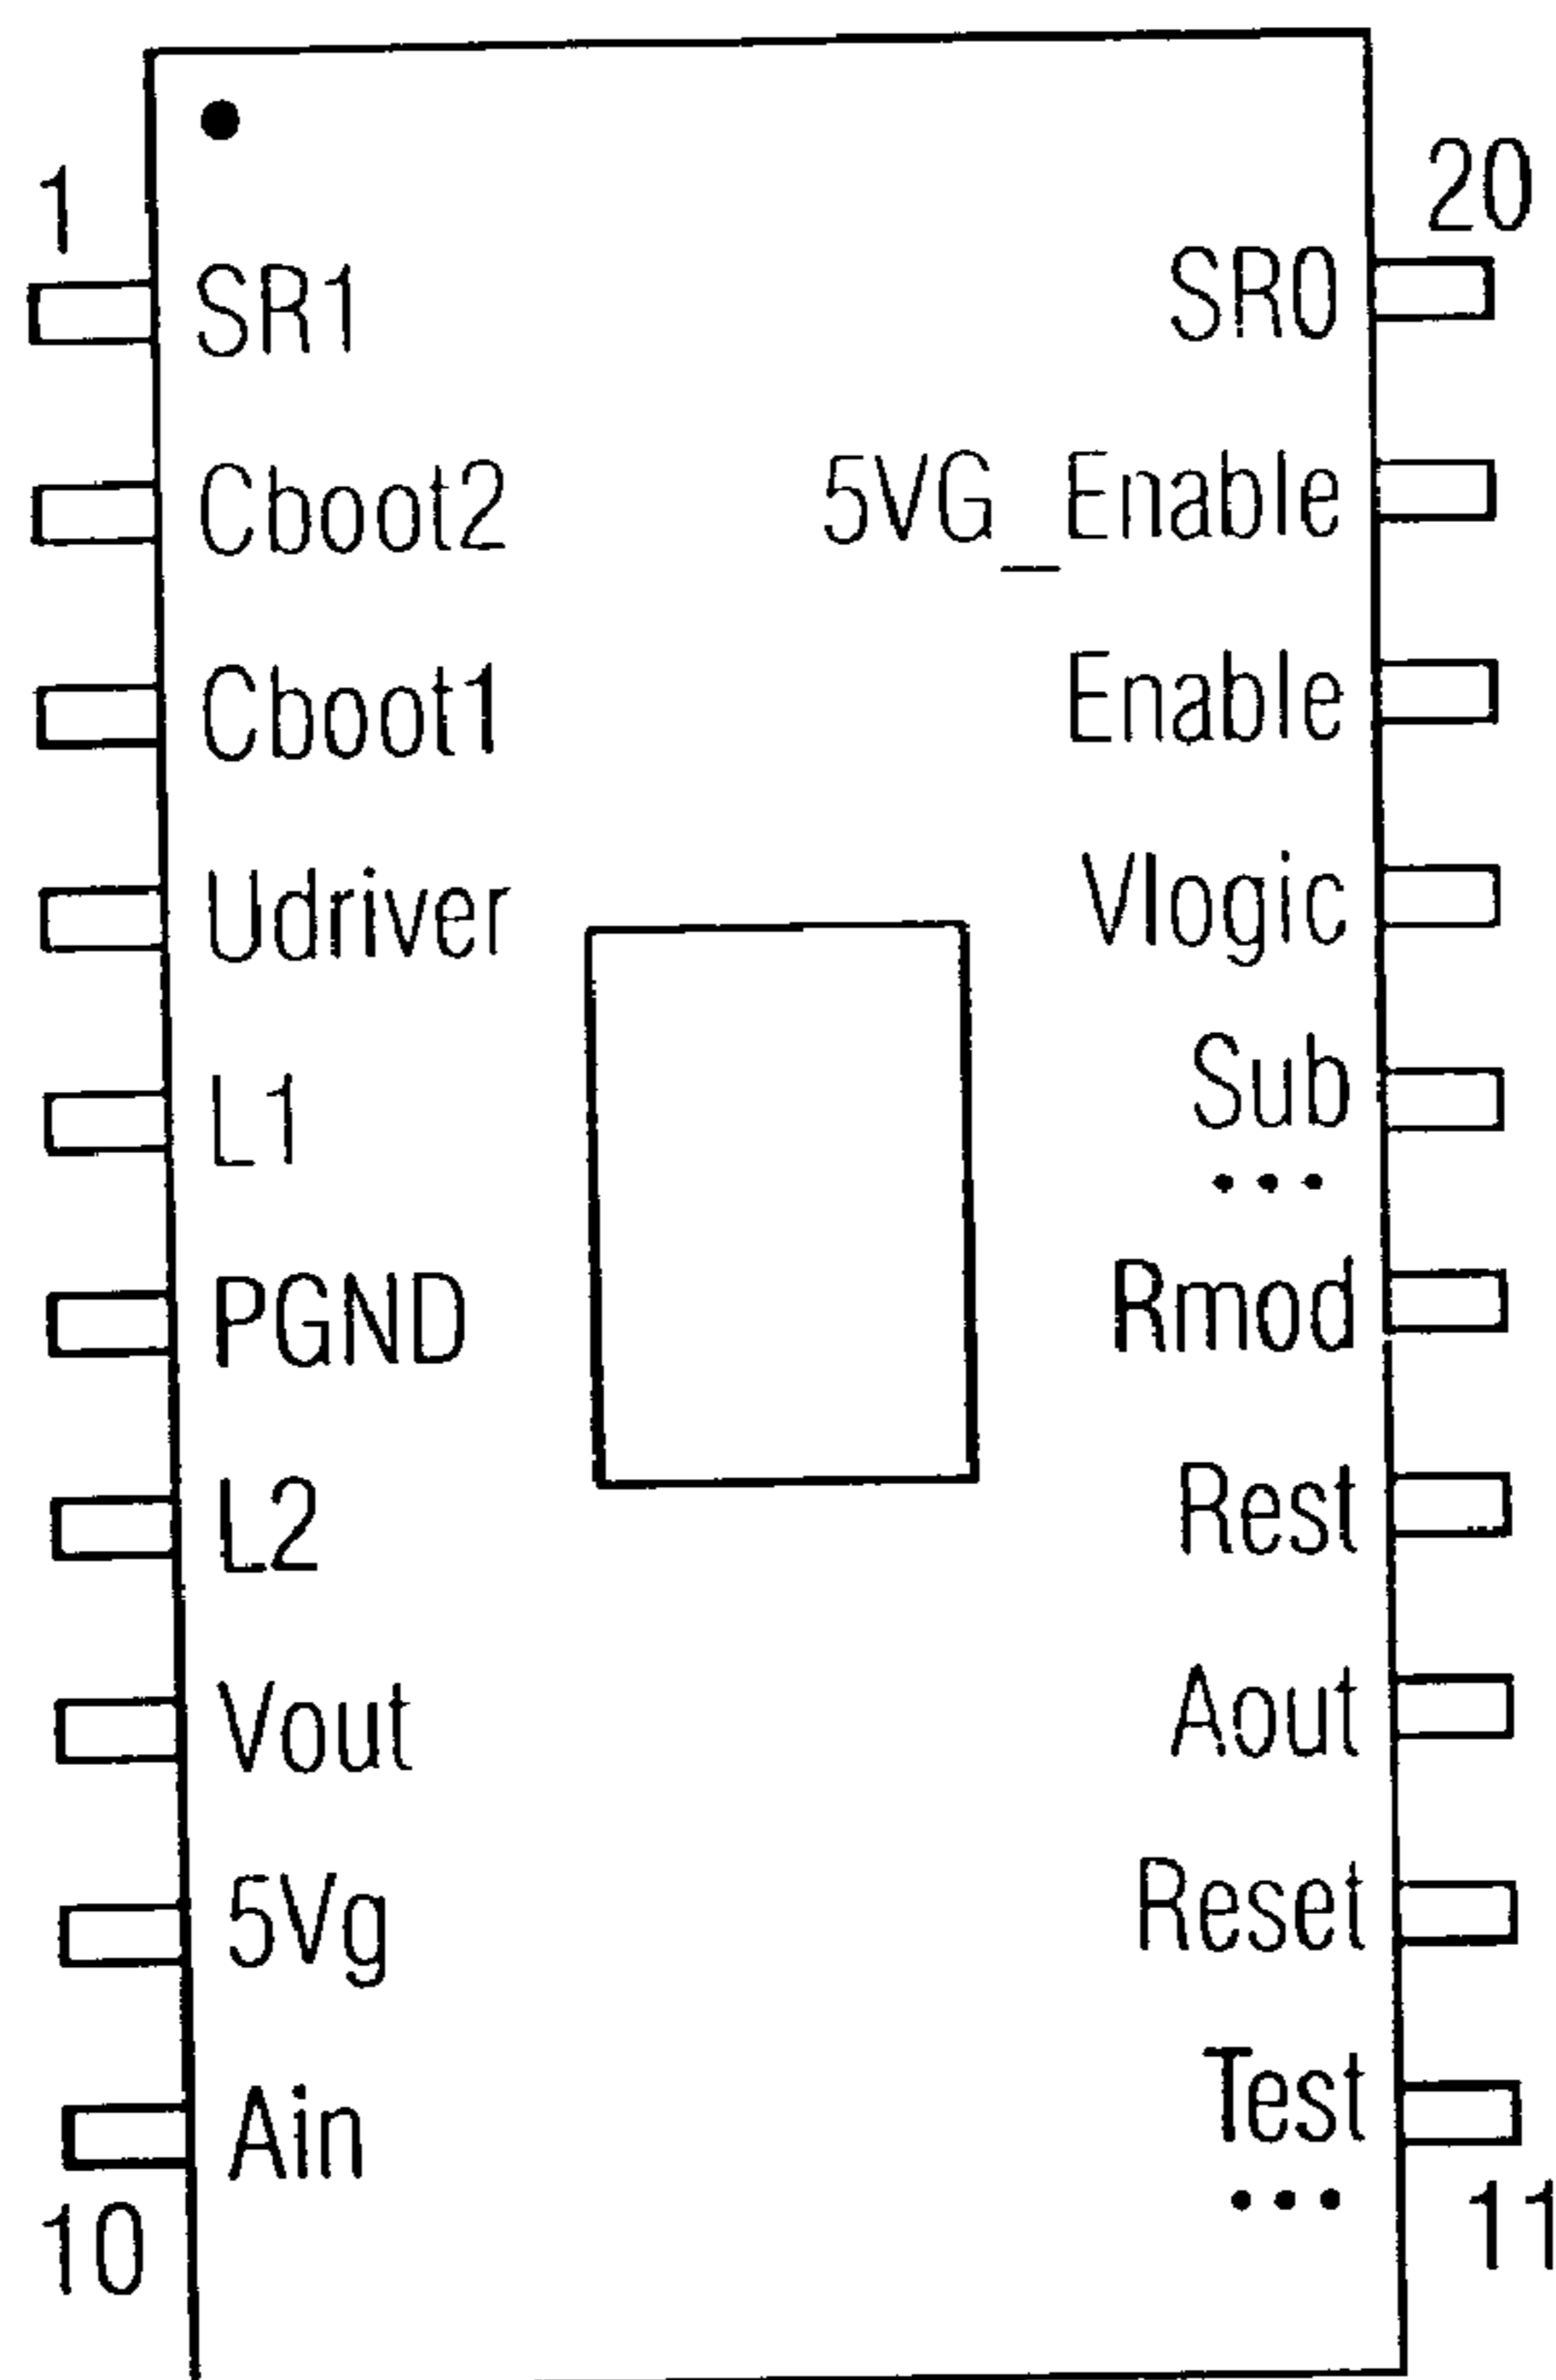 1
20
SR1
SR0
Cboot2
5VG_Enable
Cboot1
Enable
Udriver
Vlogic
L1
Sub
...
PGND
Rmod
L2
Rest
Vout
Aout
5Vg
Reset
Ain
Test
...
10
11